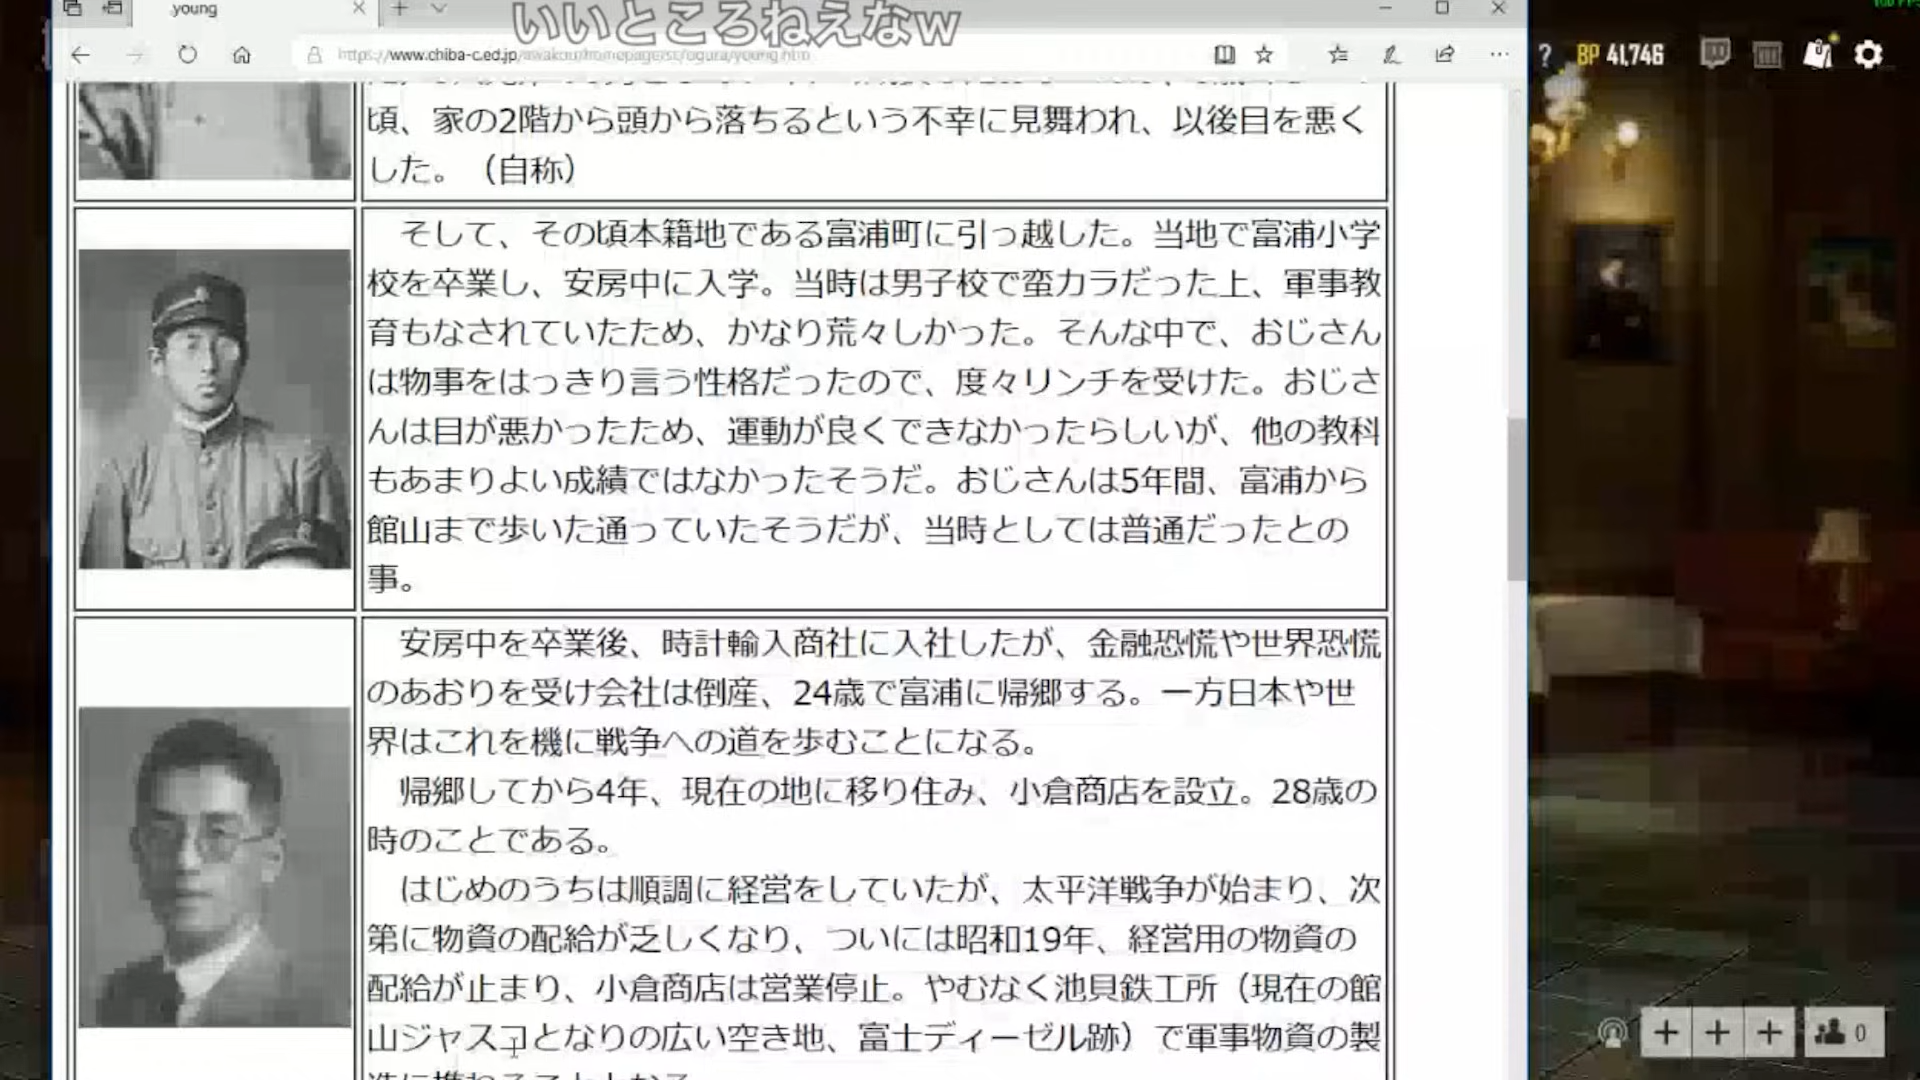 young
いいところねえなw
https://www.chiba-c.ed.jp/awakou/homepage/st/ogura/young.htm
? BP 41,746
頃、家の2階から頭から落ちるという不幸に見舞われ、以後目を悪く
した。（自称）
そして、その頃本籍地である富浦町に引っ越した。当地で富浦小学
校を卒業し、安房中に入学。当時は男子校で蛮カラだった上、軍事教
育もなされていたため、かなり荒々しかった。そんな中で、おじさん
は物事をはっきり言う性格だったので、度々リンチを受けた。おじさ
んは目が悪かったため、運動が良くできなかったらしいが、他の教科
もあまりよい成績ではなかったそうだ。おじさんは5年間、富浦から
館山まで歩いた通っていたそうだが、当時としては普通だったとの
事。
安房中を卒業後、時計輸入商社に入社したが、金融恐慌や世界恐慌
のあおりを受け会社は倒産、24歳で富浦に帰郷する。一方日本や世
界はこれを機に戦争への道を歩むことになる。
帰郷してから4年、現在の地に移り住み、小倉商店を設立。28歳の
時のことである。
はじめのうちは順調に経営をしていたが、太平洋戦争が始まり、次
第に物資の配給が乏しくなり、ついには昭和19年、経営用の物資の
配給が止まり、小倉商店は営業停止。やむなく池貝鉄工所（現在の館
山ジャスコとなりの広い空き地、富士ディーゼル跡）で軍事物資の製
0